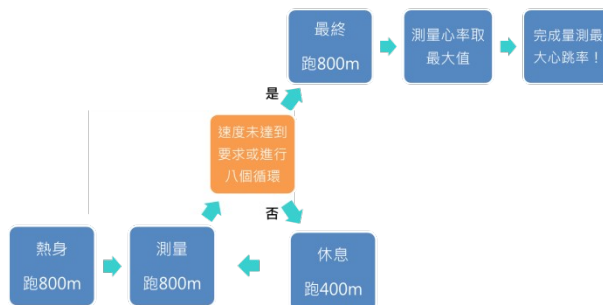 最終
跑800m
測量心率取
最大值
完成量測最
大心跳率！
是
速度未達到
要求或進行
八個循環
否
熱身
跑800m
測量
跑800m
休息
跑400m